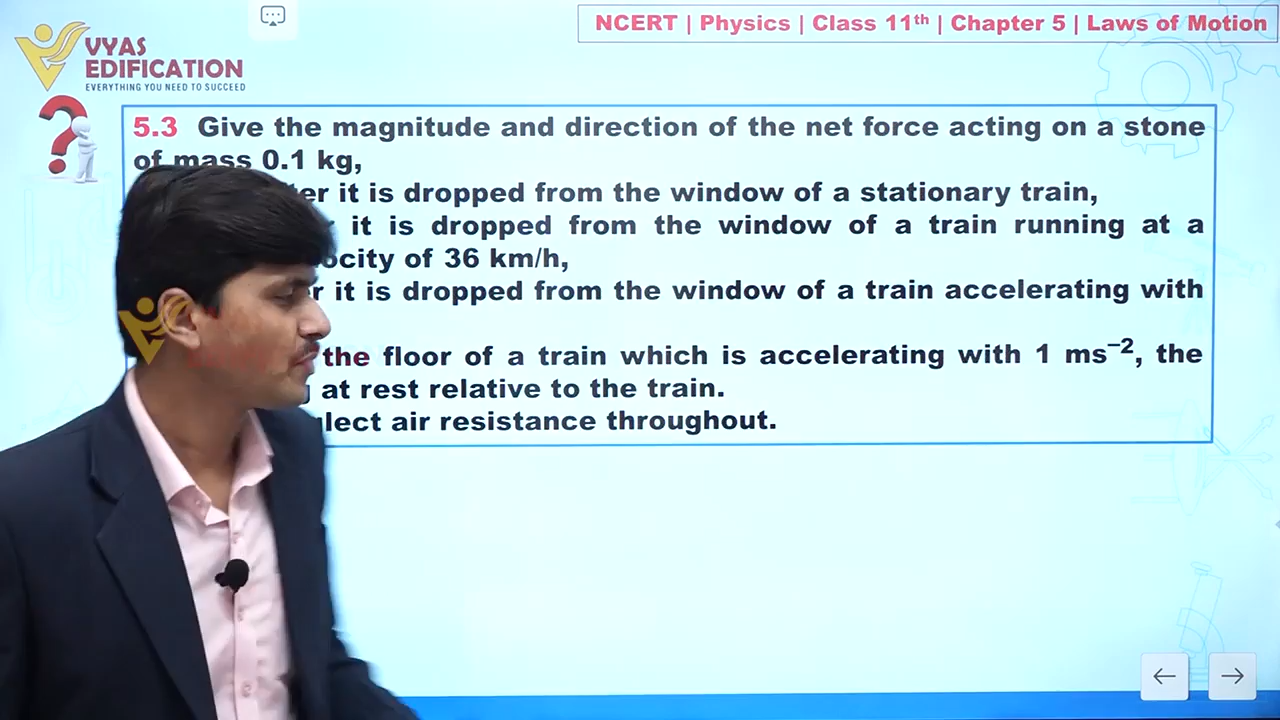 NCERT | Physics | Class 11th | Chapter 5 | Laws of Motion
VYAS
EDIFICATION
EVERYTHING YOU NEED TO SUCCEED
5.3 Give the magnitude and direction of the net force acting on a stone
of mass 0.1 kg,
it is dropped from the window of a stationary train,
it is dropped from the window of a train running at a
of 36 km/h,
it is dropped from the window of a train accelerating with
the floor of a train which is accelerating with 1 ms⁻², the
at rest relative to the train.
air resistance throughout.